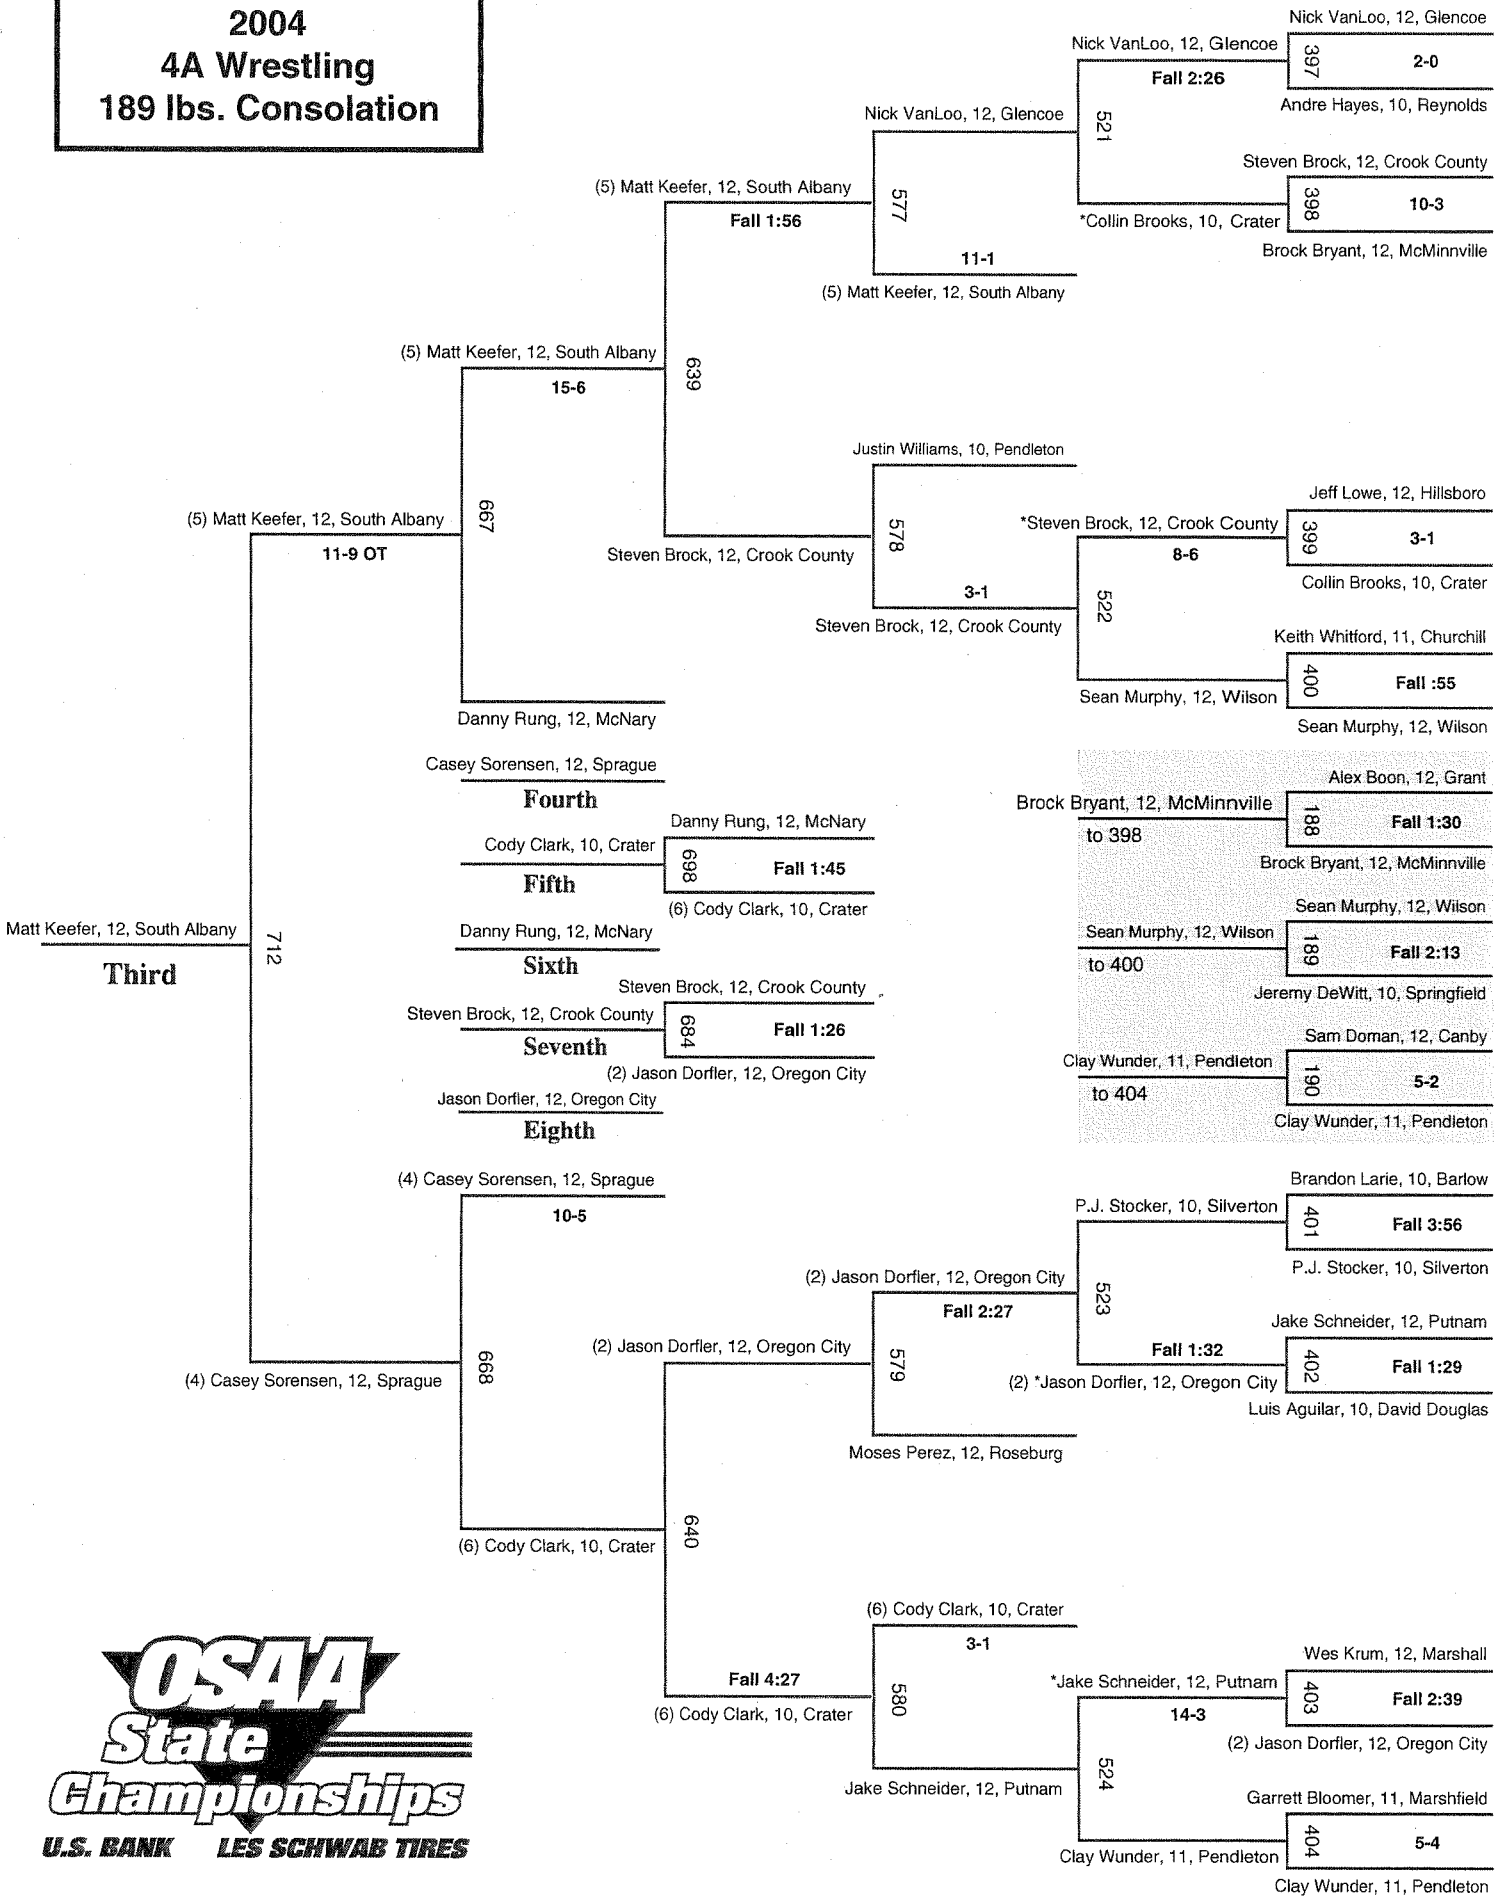 2004
4A Wrestling
189 lbs. Consolation
Nick VanLoo, 12, Glencoe
397
2-0
Andre Hayes, 10, Reynolds
Nick VanLoo, 12, Glencoe
Fall 2:26
521
Steven Brock, 12, Crook County
398
10-3
Brock Bryant, 12, McMinnville
*Collin Brooks, 10, Crater
Nick VanLoo, 12, Glencoe
577
11-1
(5) Matt Keefer, 12, South Albany
(5) Matt Keefer, 12, South Albany
Fall 1:56
639
(5) Matt Keefer, 12, South Albany
15-6
667
Justin Williams, 10, Pendleton
578
3-1
Steven Brock, 12, Crook County
Steven Brock, 12, Crook County
Jeff Lowe, 12, Hillsboro
399
3-1
Collin Brooks, 10, Crater
*Steven Brock, 12, Crook County
8-6
522
Keith Whitford, 11, Churchill
400
Fall :55
Sean Murphy, 12, Wilson
Sean Murphy, 12, Wilson
(5) Matt Keefer, 12, South Albany
11-9 OT
Danny Rung, 12, McNary
Casey Sorensen, 12, Sprague
Fourth
Danny Rung, 12, McNary
Cody Clark, 10, Crater
698
Fall 1:45
Fifth
(6) Cody Clark, 10, Crater
Danny Rung, 12, McNary
Sixth
Steven Brock, 12, Crook County
Steven Brock, 12, Crook County
684
Fall 1:26
Seventh
(2) Jason Dorfler, 12, Oregon City
Jason Dorfler, 12, Oregon City
Eighth
Alex Boon, 12, Grant
Brock Bryant, 12, McMinnville
188
Fall 1:30
to 398
Brock Bryant, 12, McMinnville
Sean Murphy, 12, Wilson
Sean Murphy, 12, Wilson
189
Fall 2:13
to 400
Jeremy DeWitt, 10, Springfield
Sam Doman, 12, Canby
Clay Wunder, 11, Pendleton
190
5-2
to 404
Clay Wunder, 11, Pendleton
Matt Keefer, 12, South Albany
Third
712
(4) Casey Sorensen, 12, Sprague
10-5
668
(4) Casey Sorensen, 12, Sprague
Brandon Larie, 10, Barlow
401
Fall 3:56
P.J. Stocker, 10, Silverton
P.J. Stocker, 10, Silverton
523
Jake Schneider, 12, Putnam
402
Fall 1:29
Luis Aguilar, 10, David Douglas
Fall 1:32
(2) *Jason Dorfler, 12, Oregon City
(2) Jason Dorfler, 12, Oregon City
Fall 2:27
579
Moses Perez, 12, Roseburg
(2) Jason Dorfler, 12, Oregon City
640
(6) Cody Clark, 10, Crater
(6) Cody Clark, 10, Crater
3-1
580
Fall 4:27
(6) Cody Clark, 10, Crater
Jake Schneider, 12, Putnam
Wes Krum, 12, Marshall
403
Fall 2:39
(2) Jason Dorfler, 12, Oregon City
*Jake Schneider, 12, Putnam
14-3
524
Garrett Bloomer, 11, Marshfield
404
5-4
Clay Wunder, 11, Pendleton
Clay Wunder, 11, Pendleton
OSAA
State
Championships
U.S. BANK LES SCHWAB TIRES